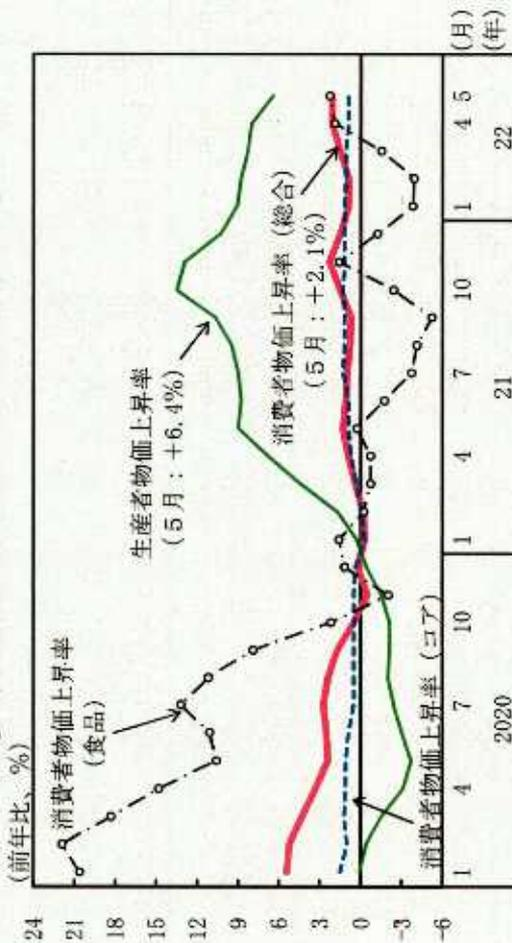 (前年比、%)
24
21
18
15
12
9
6
3
0
-3
-6
消費者物価上昇率
(食品)
生産者物価上昇率
(5月：+6.4%)
消費者物価上昇率（総合）
(5月：+2.1%)
消費者物価上昇率（コア）
1 4 7 10 1 4 7 10 1 4 5 (月)
2020 21 22 (年)